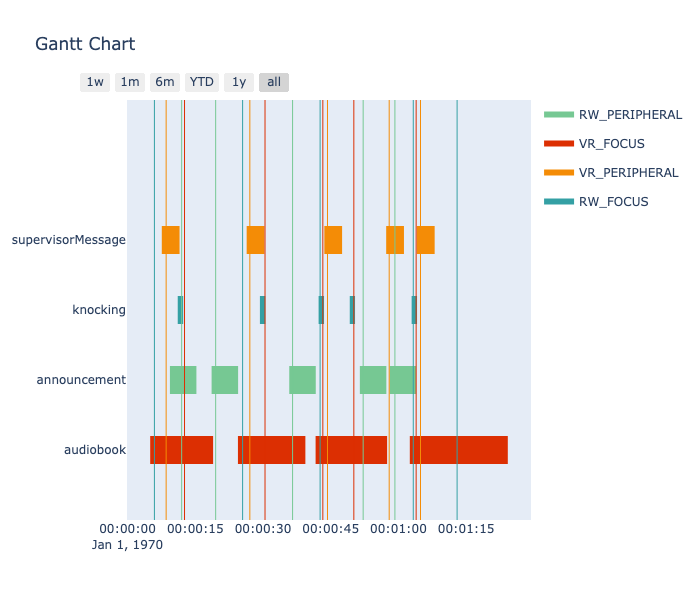 Gantt Chart
1w 1m 6m YTD 1y all
RW_PERIPHERAL
VR_FOCUS
VR_PERIPHERAL
RW_FOCUS
supervisorMessage
knocking
announcement
audiobook
00:00:00 00:00:15 00:00:30 00:00:45 00:01:00 00:01:15
Jan 1, 1970